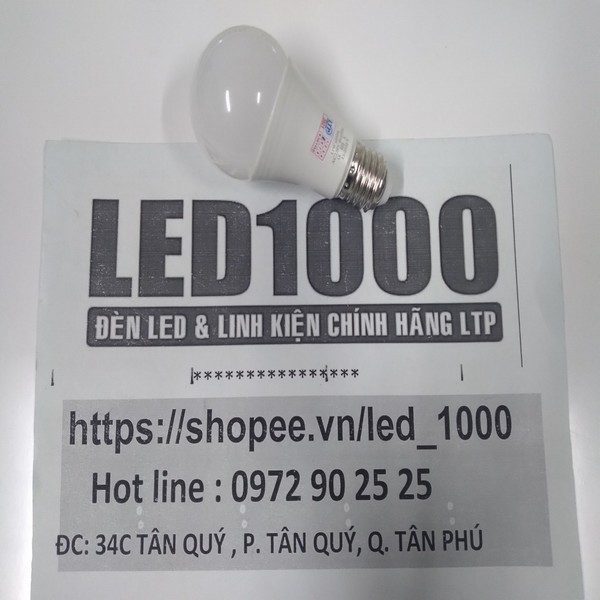 LED1000
ĐÈN LED & LINH KIỆN CHÍNH HÃNG LTP
***************
https://shopee.vn/led_1000
Hot line : 0972 90 25 25
ĐC: 34C TÂN QUÝ , P. TÂN QUÝ, Q. TÂN PHÚ